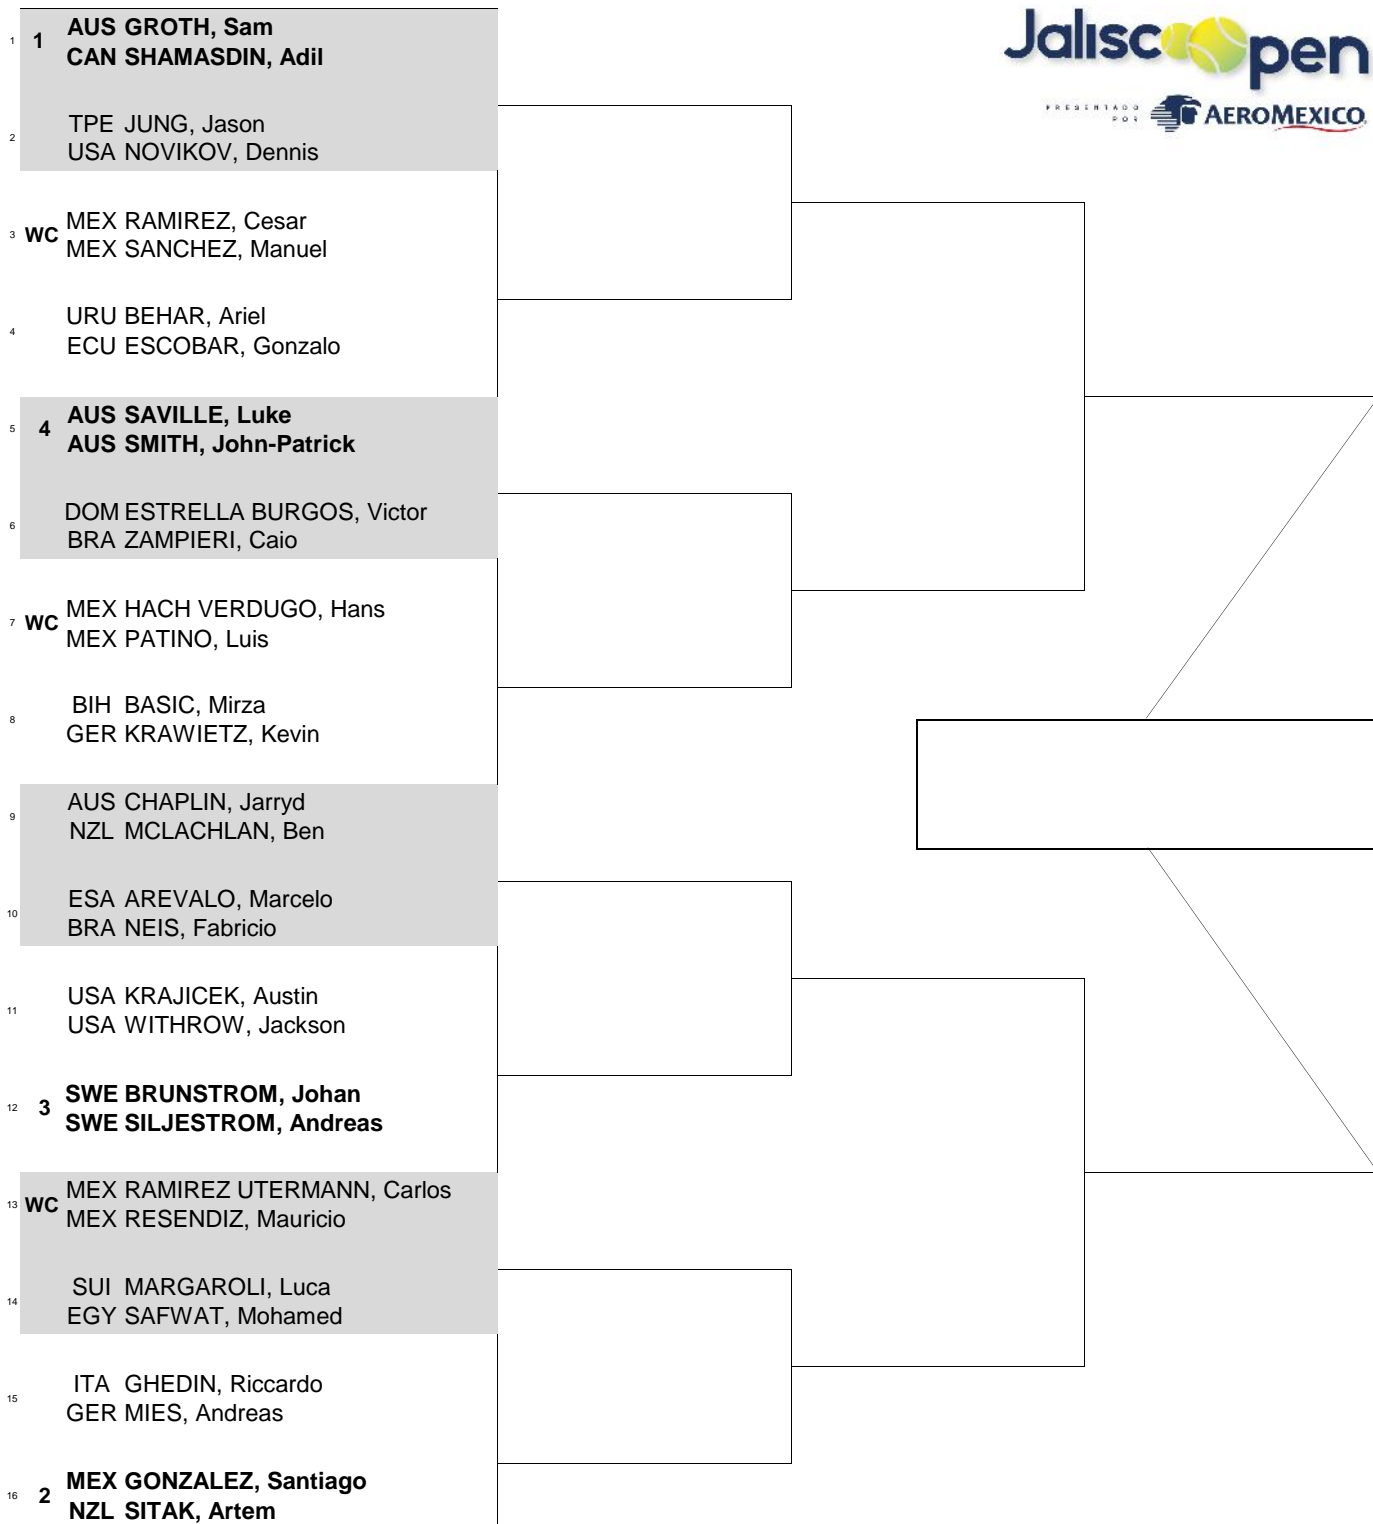 1 1 AUS GROTH, Sam
CAN SHAMASDIN, Adil
Jalisco Open
PRESENTADO
POR AEROMEXICO
2 TPE JUNG, Jason
USA NOVIKOV, Dennis
3 WC MEX RAMIREZ, Cesar
MEX SANCHEZ, Manuel
4 URU BEHAR, Ariel
ECU ESCOBAR, Gonzalo
5 4 AUS SAVILLE, Luke
AUS SMITH, John-Patrick
6 DOM ESTRELLA BURGOS, Victor
BRA ZAMPIERI, Caio
7 WC MEX HACH VERDUGO, Hans
MEX PATINO, Luis
8 BIH BASIC, Mirza
GER KRAWIETZ, Kevin
9 AUS CHAPLIN, Jarryd
NZL MCLACHLAN, Ben
10 ESA AREVALO, Marcelo
BRA NEIS, Fabricio
11 USA KRAJICEK, Austin
USA WITHROW, Jackson
12 3 SWE BRUNSTROM, Johan
SWE SILJESTROM, Andreas
13 WC MEX RAMIREZ UTERMANN, Carlos
MEX RESENDIZ, Mauricio
14 SUI MARGAROLI, Luca
EGY SAFWAT, Mohamed
15 ITA GHEDIN, Riccardo
GER MIES, Andreas
16 2 MEX GONZALEZ, Santiago
NZL SITAK, Artem